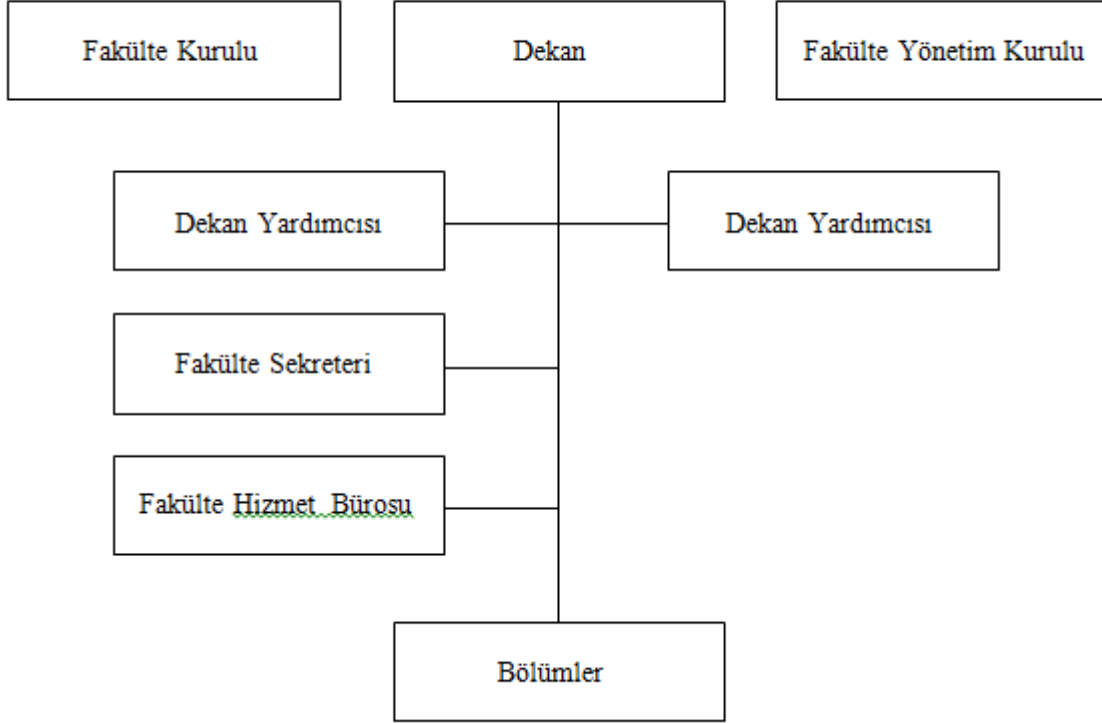 Fakülte Kurulu
Dekan
Fakülte Yönetim Kurulu
Dekan Yardımcısı
Dekan Yardımcısı
Fakülte Sekreteri
Fakülte Hizmet Bürosu
Bölümler